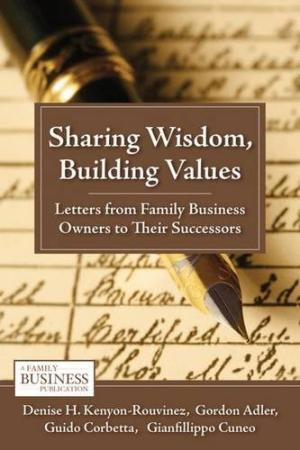 Sharing Wisdom,
Building Values
Letters from Family Business
Owners to Their Successors
A FAMILY
BUSINESS
PUBLICATION
Denise H. Kenyon-Rouvinez, Gordon Adler,
Guido Corbetta, Gianfillippo Cuneo